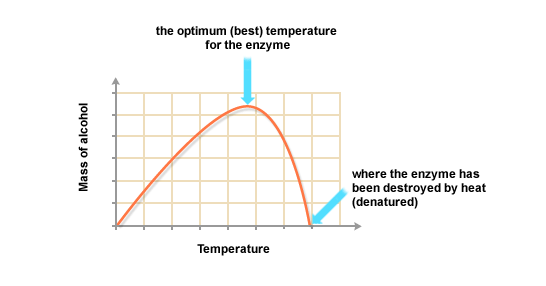 the optimum (best) temperature
for the enzyme
Mass of alcohol
where the enzyme has
been destroyed by heat
(denatured)
Temperature